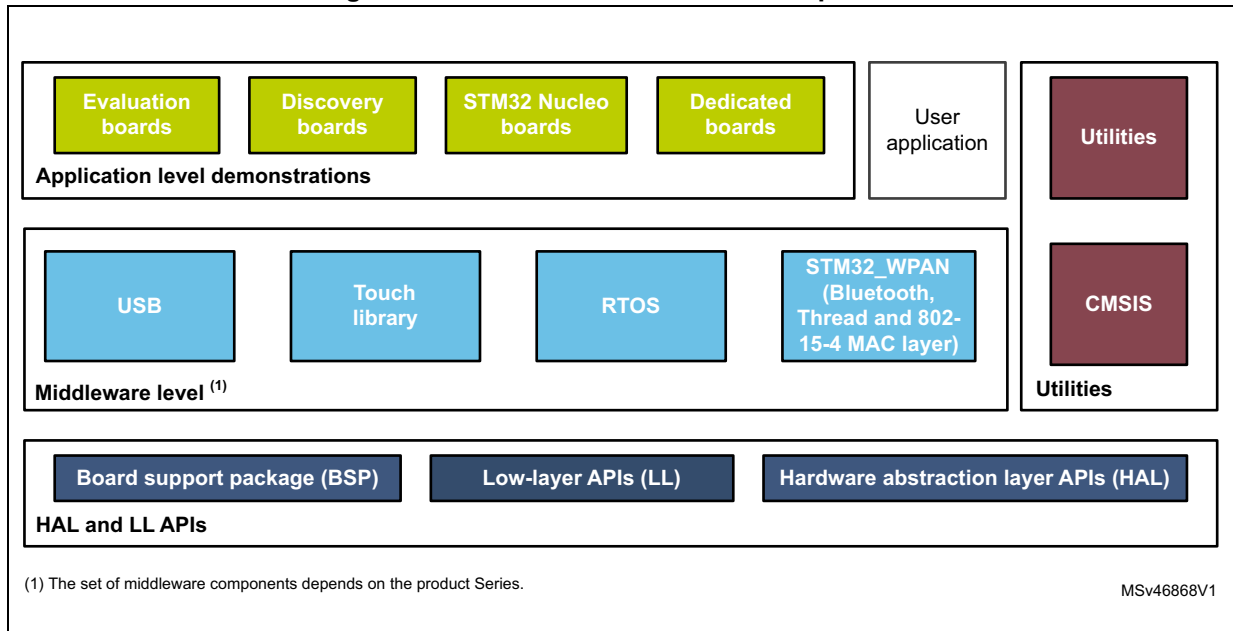 Evaluation
boards
Discovery
boards
STM32 Nucleo
boards
Dedicated
boards
Application level demonstrations
User
application
Utilities
USB
Touch
library
RTOS
STM32_WPAN
(Bluetooth,
Thread and 802-
15-4 MAC layer)
Middleware level (1)
CMSIS
Utilities
Board support package (BSP)
Low-layer APIs (LL)
Hardware abstraction layer APIs (HAL)
HAL and LL APIs
(1) The set of middleware components depends on the product Series.
MSv46868V1